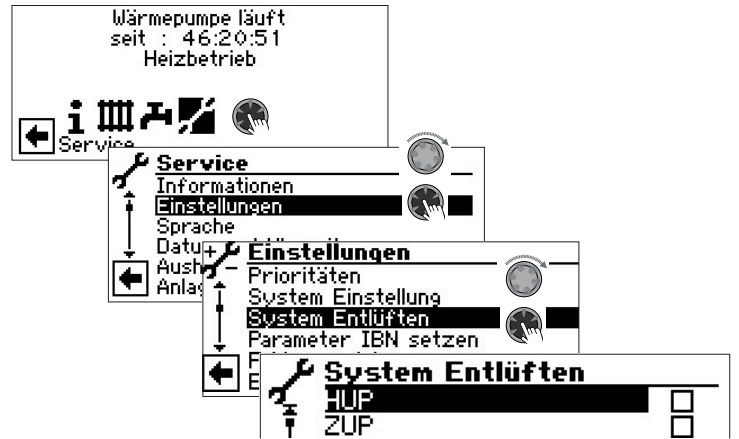 Wärmepumpe läuft
seit : 46:20:51
Heizbetrieb
Service
Service
Informationen
Einstellungen
Sprache
Einstellungen
Prioritäten
System Einstellung
System Entlüften
Parameter IBN setzen
System Entlüften
HUP
ZUP